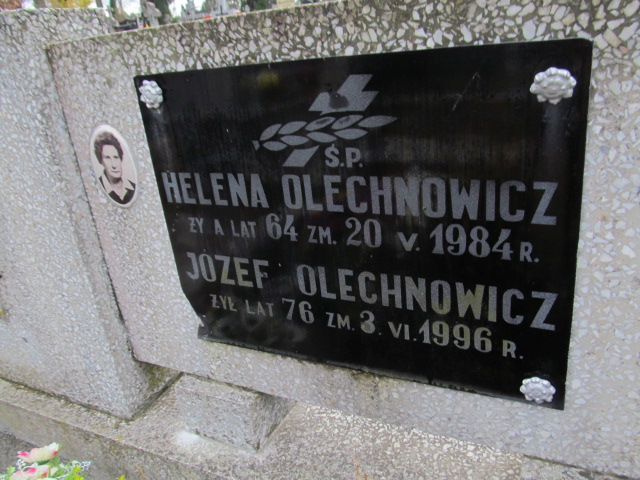 Ś.P.
HELENA OLECHNOWICZ
ŻY A LAT 64 ZM. 20 V. 1984 R.
JÓZEF OLECHNOWICZ
ŻYŁ LAT 76 ZM. 3. VI. 1996 R.